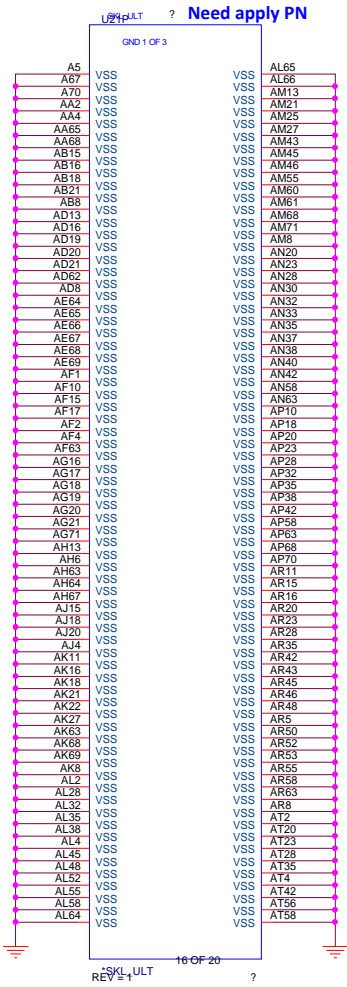 SKL_ULT
U21P
? Need apply PN
GND 1 OF 3
A5 VSS VSS AL65
A67 VSS VSS AL66
A70 VSS VSS AM13
AA2 VSS VSS AM21
AA4 VSS VSS AM25
AA65 VSS VSS AM27
AA68 VSS VSS AM43
AB15 VSS VSS AM45
AB16 VSS VSS AM46
AB18 VSS VSS AM55
AB21 VSS VSS AM60
AB8 VSS VSS AM61
AD13 VSS VSS AM68
AD16 VSS VSS AM71
AD19 VSS VSS AM8
AD20 VSS VSS AN20
AD21 VSS VSS AN23
AD62 VSS VSS AN28
AD8 VSS VSS AN30
AE64 VSS VSS AN32
AE65 VSS VSS AN33
AE66 VSS VSS AN35
AE67 VSS VSS AN37
AE68 VSS VSS AN38
AE69 VSS VSS AN40
AF1 VSS VSS AN42
AF10 VSS VSS AN58
AF15 VSS VSS AN63
AF17 VSS VSS AP10
AF2 VSS VSS AP18
AF4 VSS VSS AP20
AF63 VSS VSS AP23
AG16 VSS VSS AP28
AG17 VSS VSS AP32
AG18 VSS VSS AP35
AG19 VSS VSS AP38
AG20 VSS VSS AP42
AG21 VSS VSS AP58
AG71 VSS VSS AP63
AH13 VSS VSS AP68
AH6 VSS VSS AP70
AH63 VSS VSS AR11
AH64 VSS VSS AR15
AH67 VSS VSS AR16
AJ15 VSS VSS AR20
AJ18 VSS VSS AR23
AJ20 VSS VSS AR28
AJ4 VSS VSS AR35
AK11 VSS VSS AR42
AK16 VSS VSS AR43
AK18 VSS VSS AR45
AK21 VSS VSS AR46
AK22 VSS VSS AR48
AK27 VSS VSS AR5
AK63 VSS VSS AR50
AK68 VSS VSS AR52
AK69 VSS VSS AR53
AK8 VSS VSS AR55
AL2 VSS VSS AR58
AL28 VSS VSS AR63
AL32 VSS VSS AR8
AL35 VSS VSS AT2
AL38 VSS VSS AT20
AL4 VSS VSS AT23
AL45 VSS VSS AT28
AL48 VSS VSS AT35
AL52 VSS VSS AT4
AL55 VSS VSS AT42
AL58 VSS VSS AT56
AL64 VSS VSS AT58
16 OF 20
*SKL_ULT
REV = 1 ?